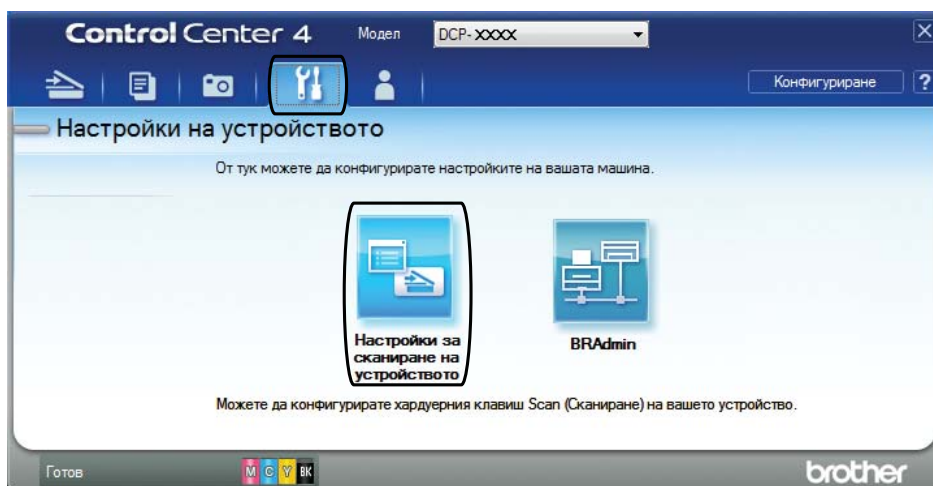 Control Center 4
Модел
DCP-XXXX
Конфигуриране
?
Настройки на устройството
От тук можете да конфигурирате настройките на вашата машина.
Настройки за
сканиране на
устройството
BRAdmin
Можете да конфигурирате хардуерния клавиш Scan (Сканиране) на вашето устройство.
Готов
M C Y BK
brother